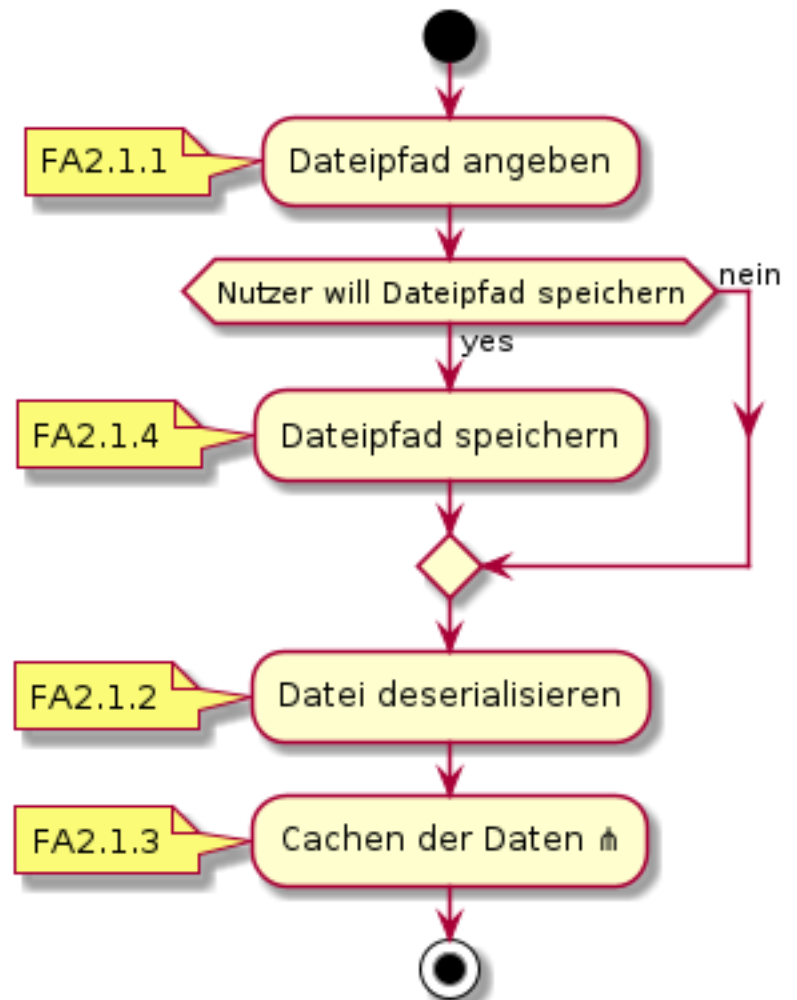 FA2.1.1
Dateipfad angeben
Nutzer will Dateipfad speichern
nein
yes
FA2.1.4
Dateipfad speichern
FA2.1.2
Datei deserialisieren
FA2.1.3
Cachen der Daten ⋔